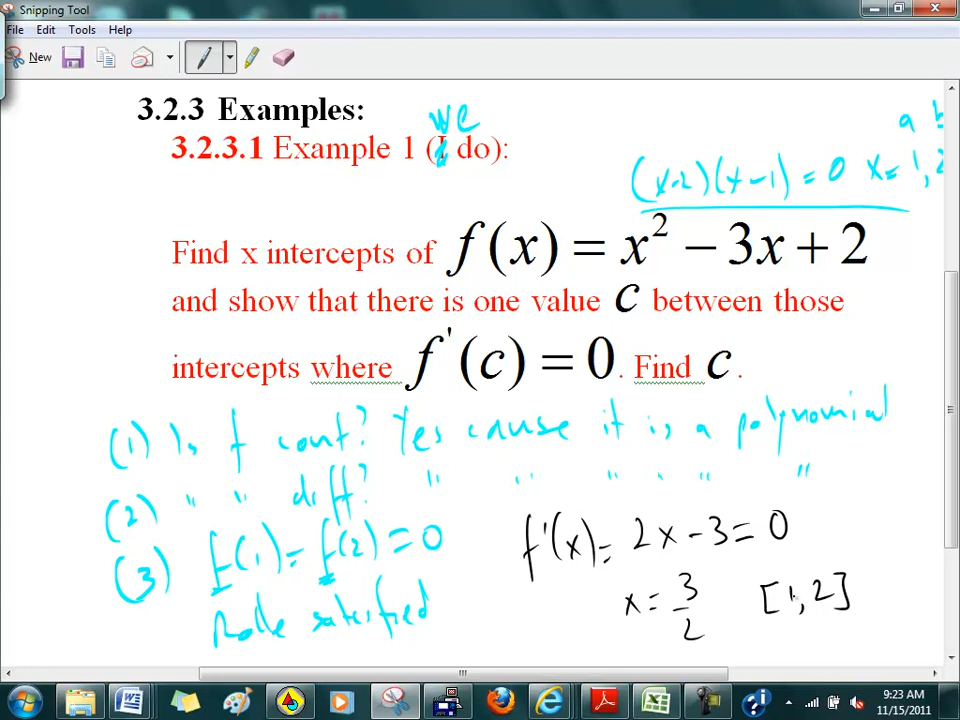 Snipping Tool
File Edit Tools Help
New
3.2.3 Examples:
we
3.2.3.1 Example 1 (I do):
a b
(x-2)(x-1)=0 x=1,2
Find x intercepts of f(x) = x² − 3x + 2
and show that there is one value c between those
intercepts where f'(c) = 0. Find c.
(1) Is f cont? Yes cause it is a polynomial
(2) " " diff? " " " " " "
(3) f(1)=f(2)=0
Rolle satisfied
f'(x)= 2x-3=0
x= 3/2 [1,2]
9:23 AM
11/15/2011